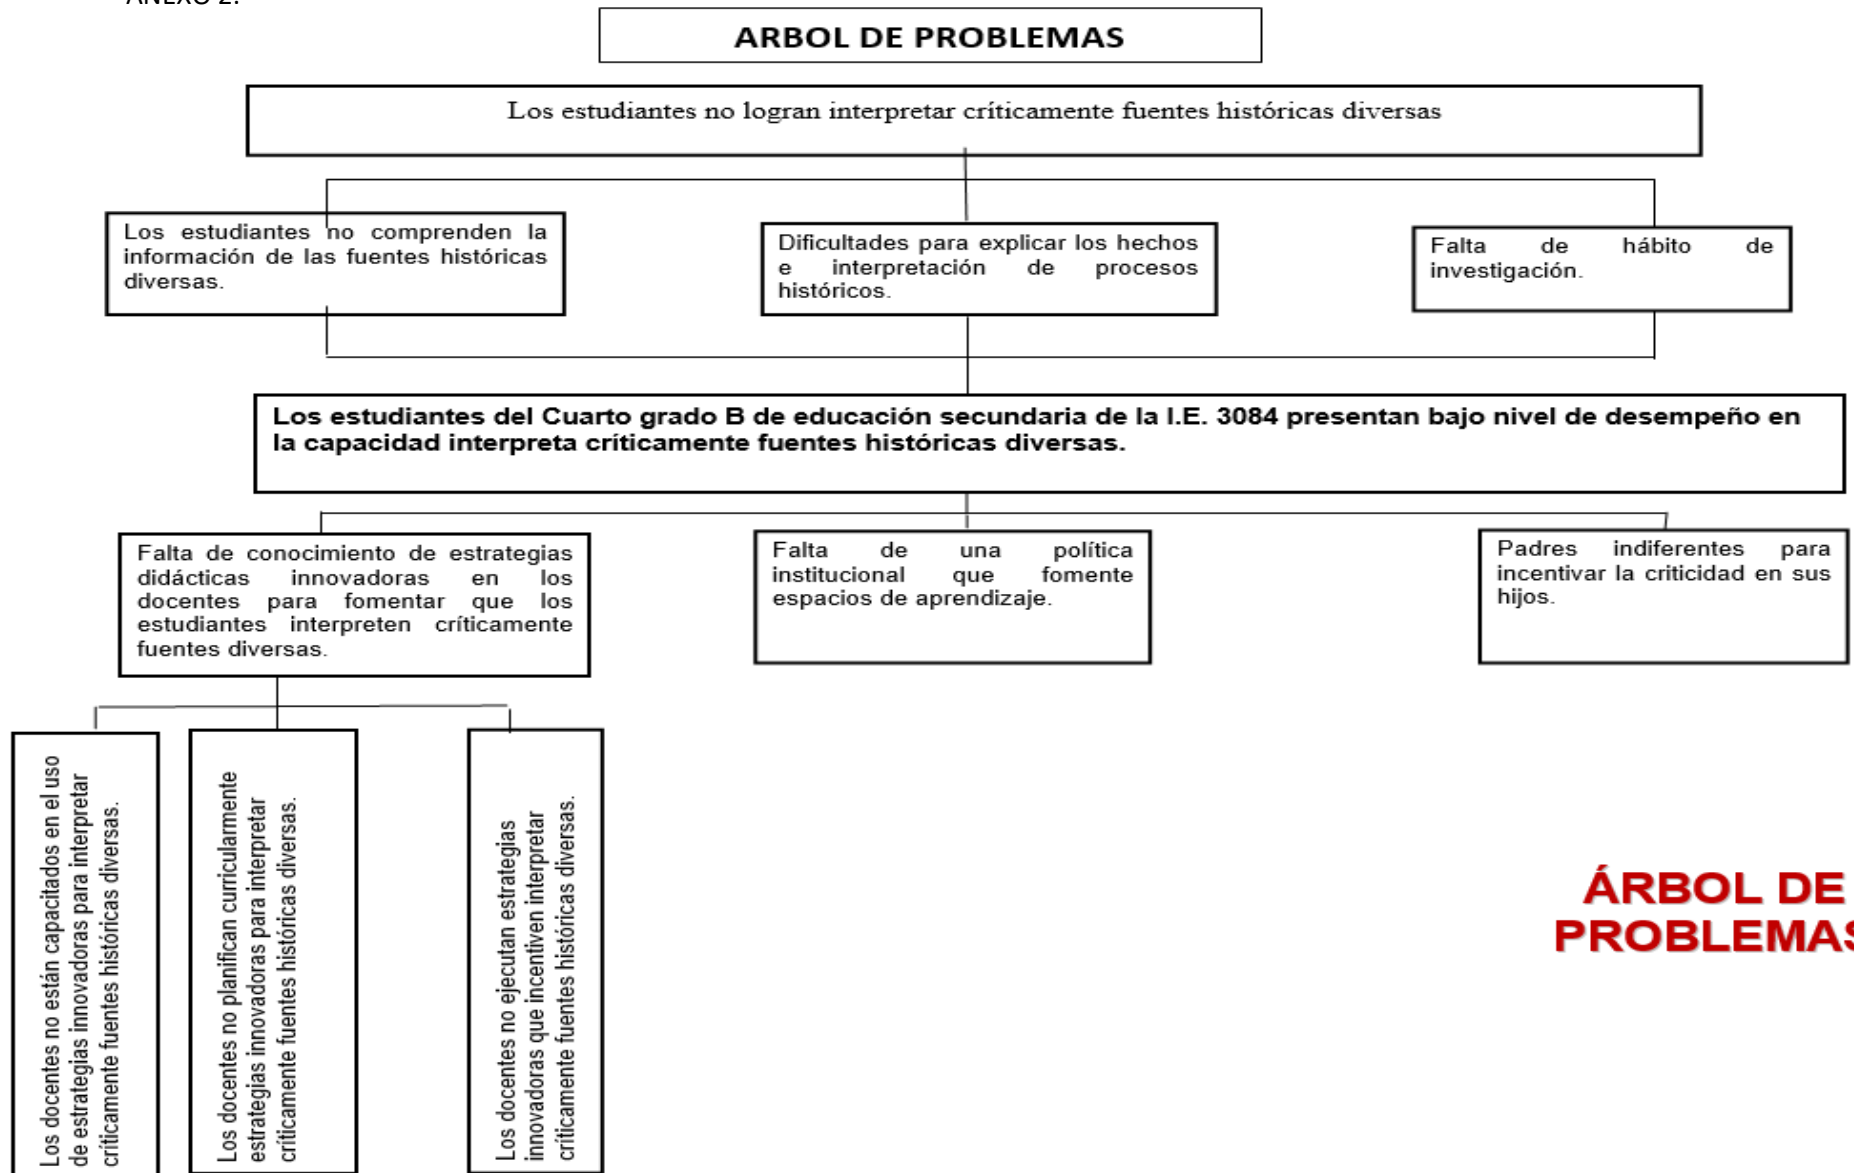 ANEXO 2:
ARBOL DE PROBLEMAS
Los estudiantes no logran interpretar críticamente fuentes históricas diversas
Los estudiantes no comprenden la
información de las fuentes históricas
diversas.
Dificultades para explicar los hechos
e interpretación de procesos
históricos.
Falta de hábito de
investigación.
Los estudiantes del Cuarto grado B de educación secundaria de la I.E. 3084 presentan bajo nivel de desempeño en
la capacidad interpreta críticamente fuentes históricas diversas.
Falta de conocimiento de estrategias
didácticas innovadoras en los
docentes para fomentar que los
estudiantes interpreten críticamente
fuentes diversas.
Falta de una política
institucional que fomente
espacios de aprendizaje.
Padres indiferentes para
incentivar la criticidad en sus
hijos.
Los docentes no están capacitados en el uso
de estrategias innovadoras para interpretar
críticamente fuentes históricas diversas.
Los docentes no planifican curricularmente
estrategias innovadoras para interpretar
críticamente fuentes históricas diversas.
Los docentes no ejecutan estrategias
innovadoras que incentiven interpretar
críticamente fuentes históricas diversas.
ÁRBOL DE
PROBLEMAS